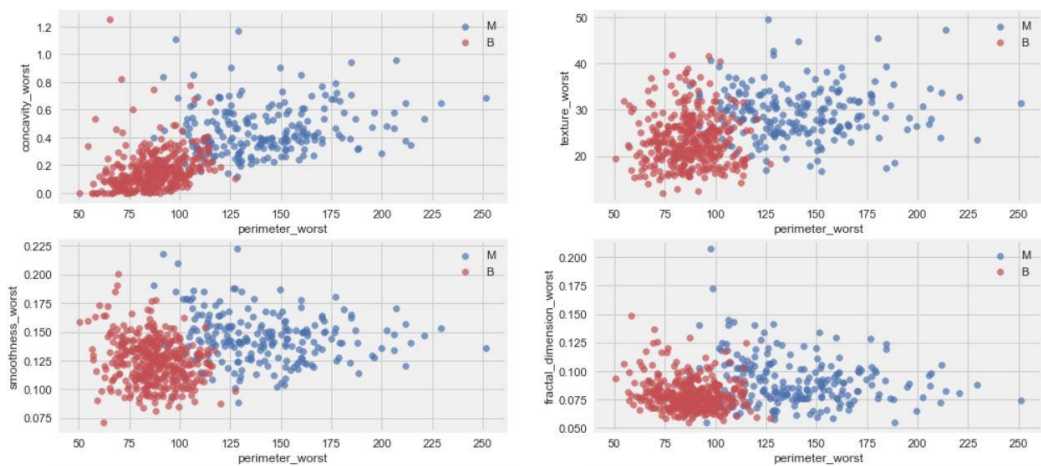 concavity_worst
1.2
1.0
0.8
0.6
0.4
0.2
0.0
M
B
50 75 100 125 150 175 200 225 250
perimeter_worst
texture_worst
50
40
30
20
M
B
50 75 100 125 150 175 200 225 250
perimeter_worst
smoothness_worst
0.225
0.200
0.175
0.150
0.125
0.100
0.075
M
B
50 75 100 125 150 175 200 225 250
perimeter_worst
fractal_dimension_worst
0.200
0.175
0.150
0.125
0.100
0.075
0.050
M
B
50 75 100 125 150 175 200 225 250
perimeter_worst